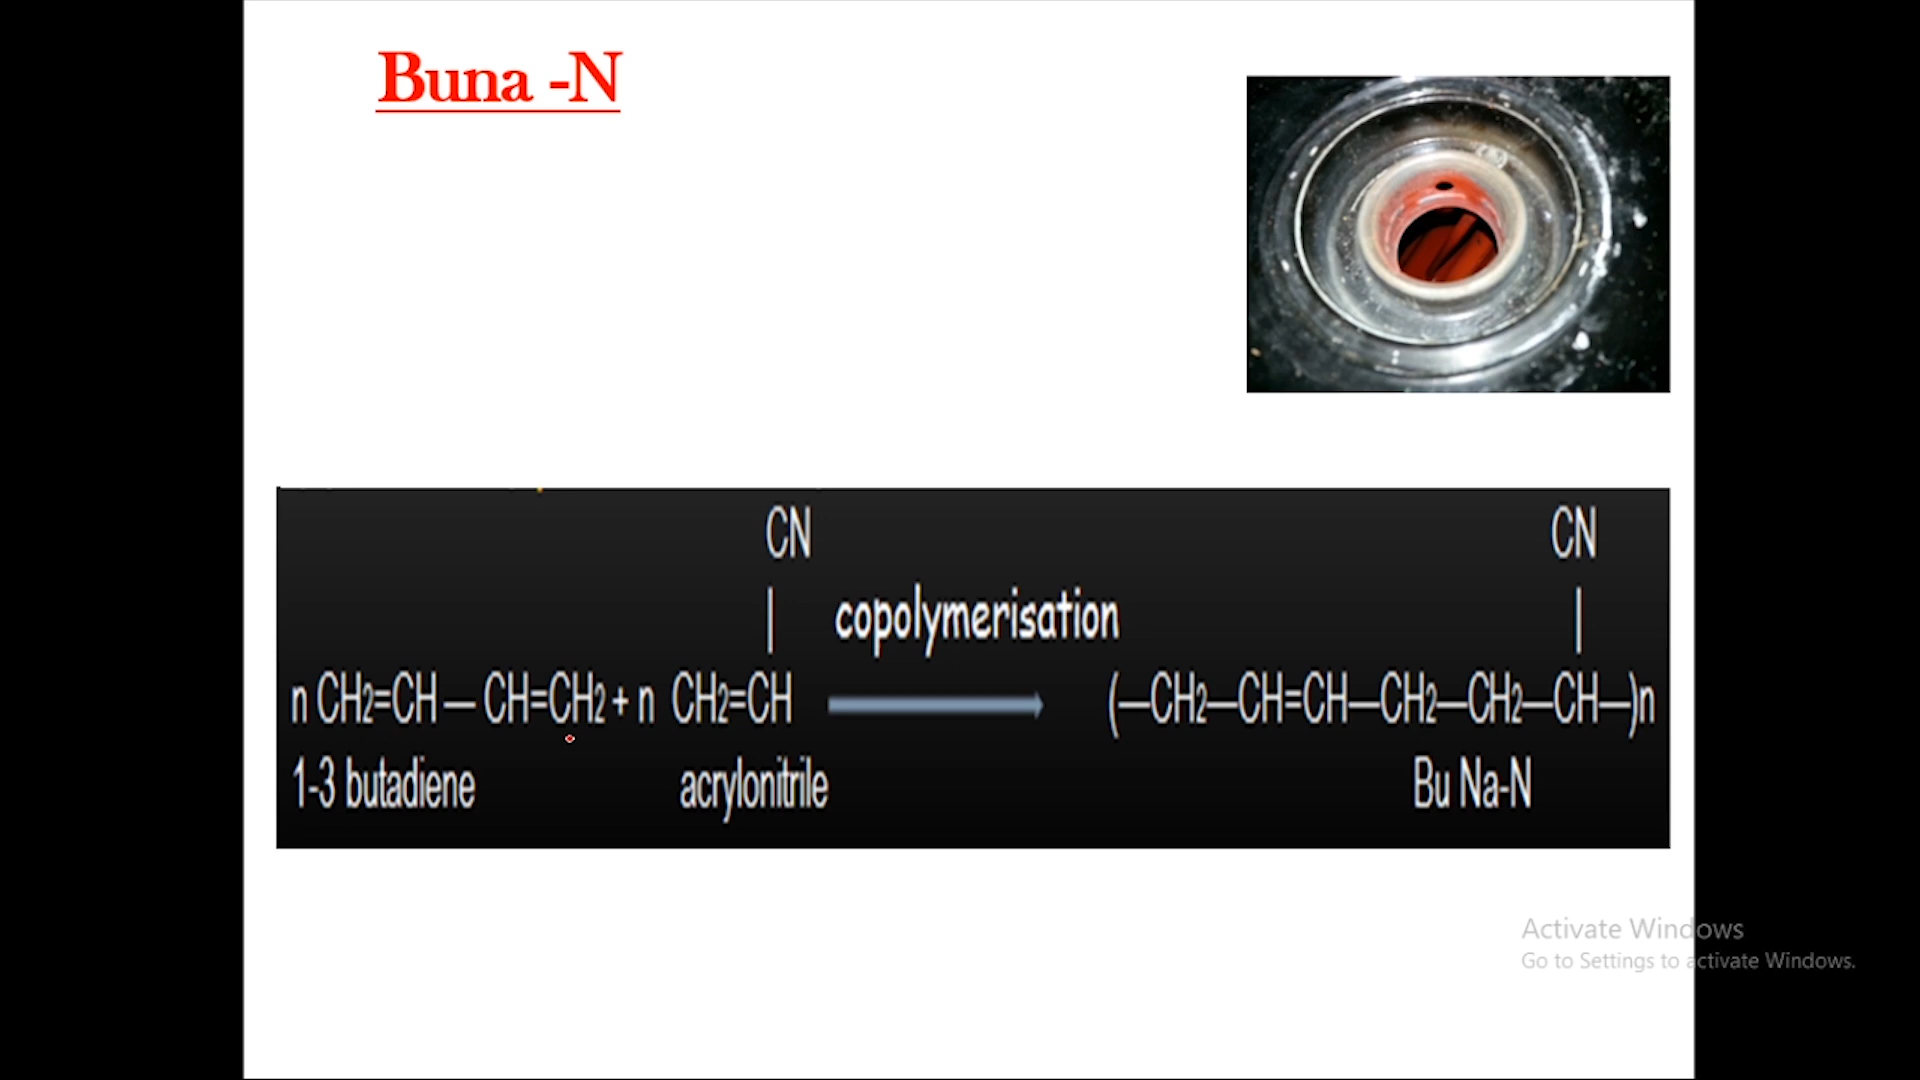 Buna -N
CN CN
| copolymerisation |
n CH2=CH — CH=CH2 + n CH2=CH (—CH2—CH=CH—CH2—CH2—CH—)n
1-3 butadiene acrylonitrile Bu Na-N
Activate Windows
Go to Settings to activate Windows.